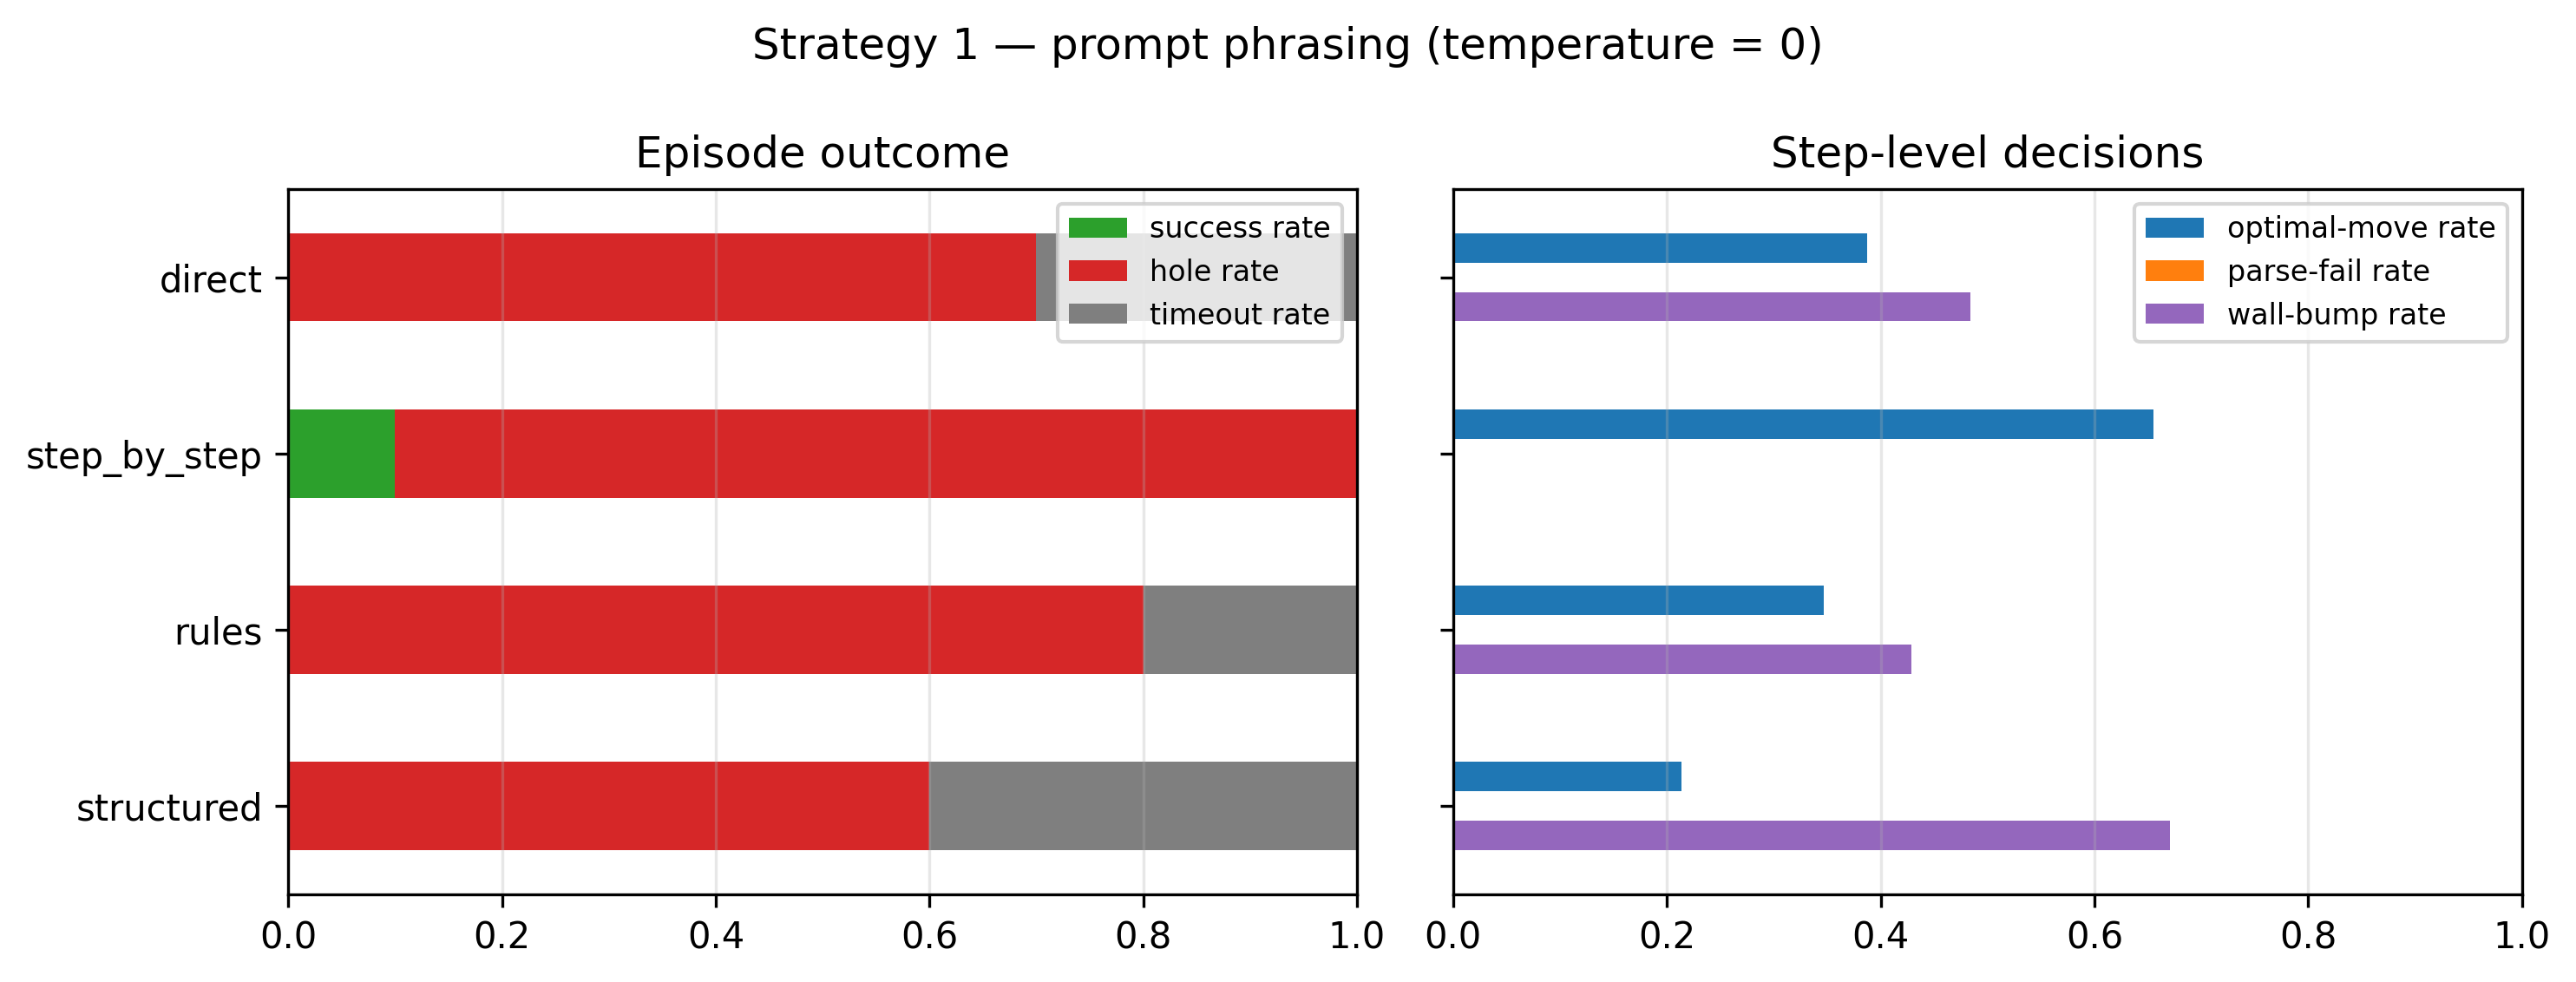 Strategy 1 — prompt phrasing (temperature = 0)
Episode outcome
success rate
hole rate
timeout rate
direct
step_by_step
rules
structured
0.0 0.2 0.4 0.6 0.8 1.0
Step-level decisions
optimal-move rate
parse-fail rate
wall-bump rate
0.0 0.2 0.4 0.6 0.8 1.0